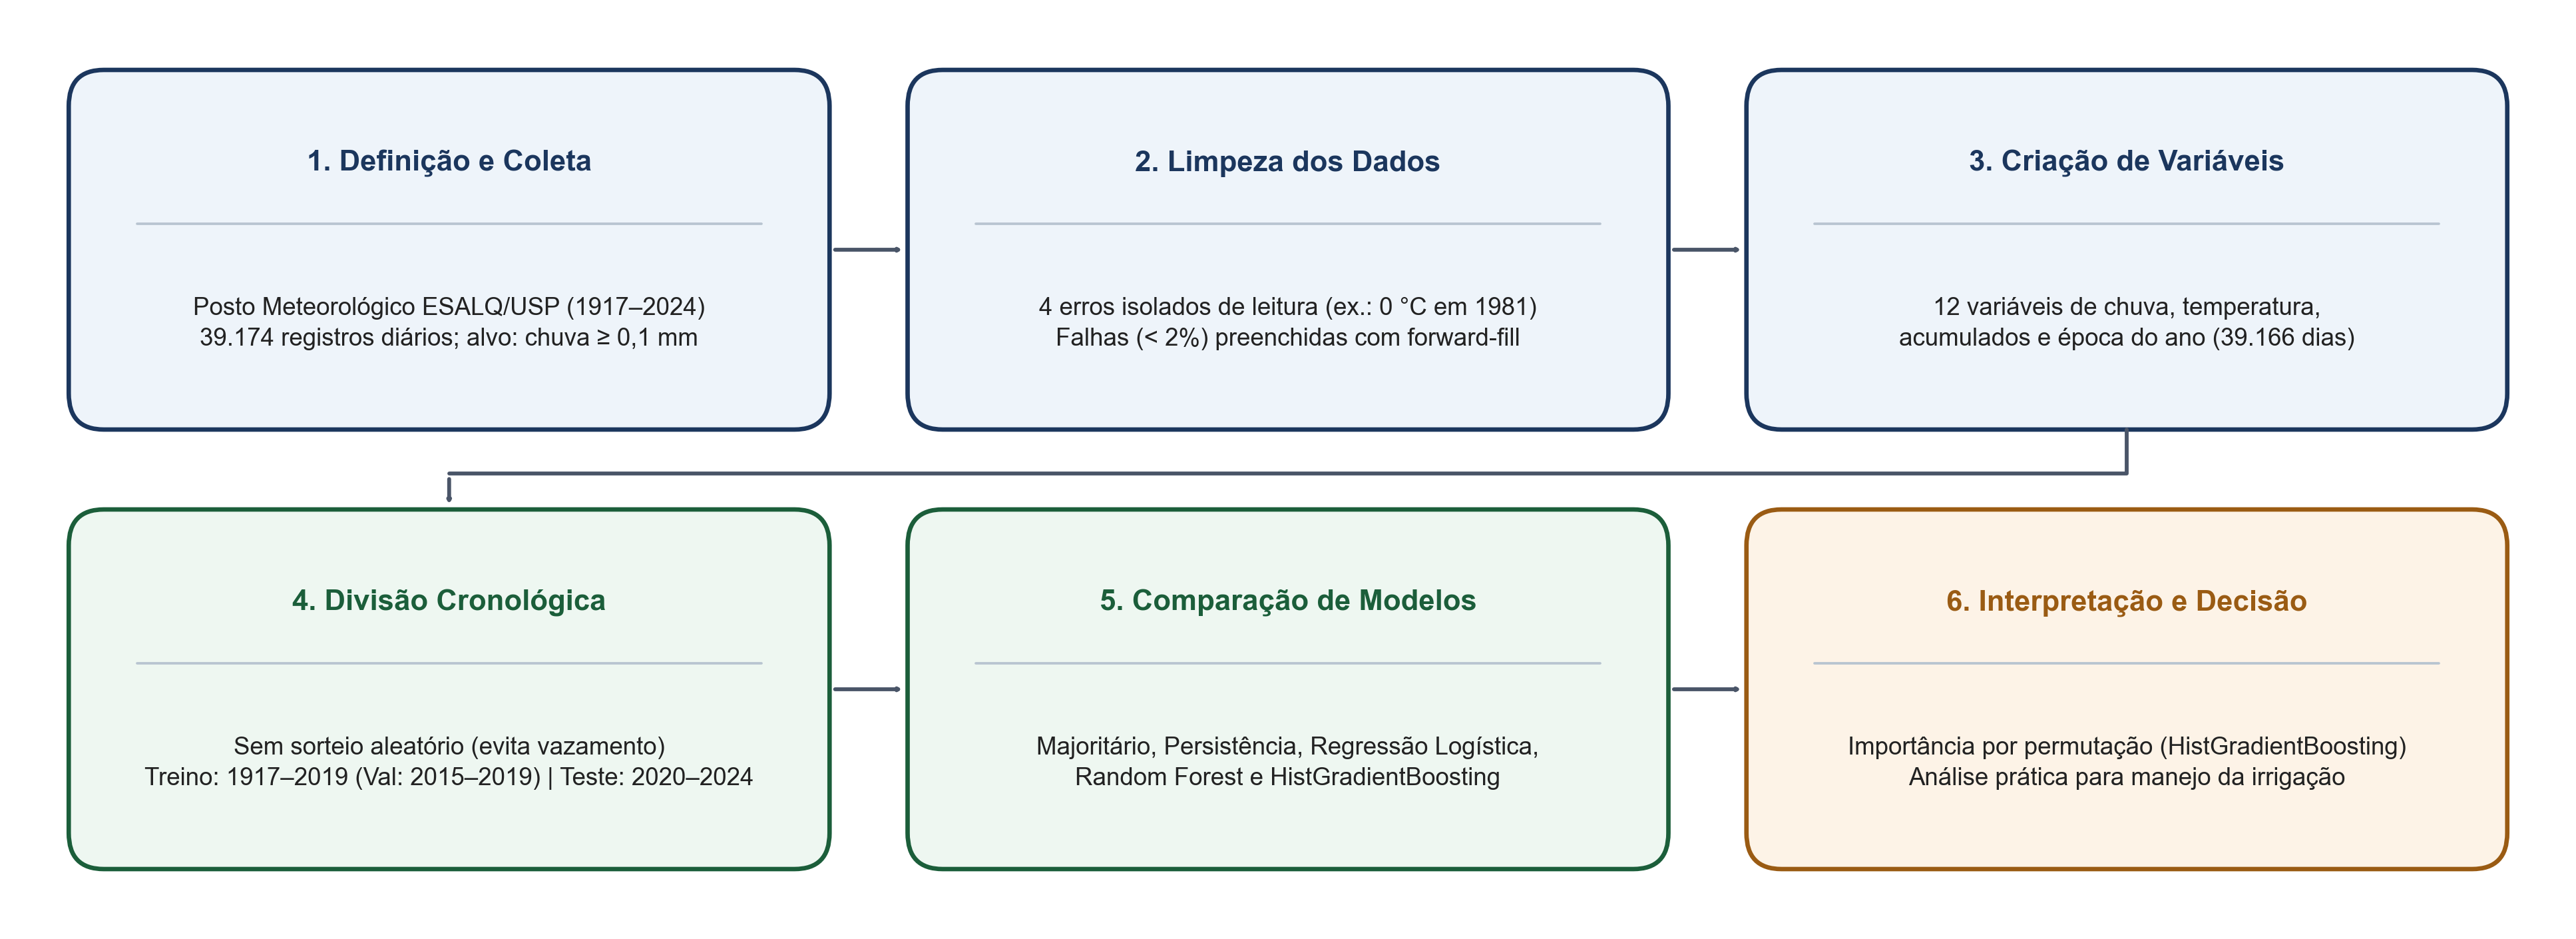 1. Definição e Coleta
Posto Meteorológico ESALQ/USP (1917–2024)
39.174 registros diários; alvo: chuva ≥ 0,1 mm
2. Limpeza dos Dados
4 erros isolados de leitura (ex.: 0 °C em 1981)
Falhas (< 2%) preenchidas com forward-fill
3. Criação de Variáveis
12 variáveis de chuva, temperatura,
acumulados e época do ano (39.166 dias)
4. Divisão Cronológica
Sem sorteio aleatório (evita vazamento)
Treino: 1917–2019 (Val: 2015–2019) | Teste: 2020–2024
5. Comparação de Modelos
Majoritário, Persistência, Regressão Logística,
Random Forest e HistGradientBoosting
6. Interpretação e Decisão
Importância por permutação (HistGradientBoosting)
Análise prática para manejo da irrigação